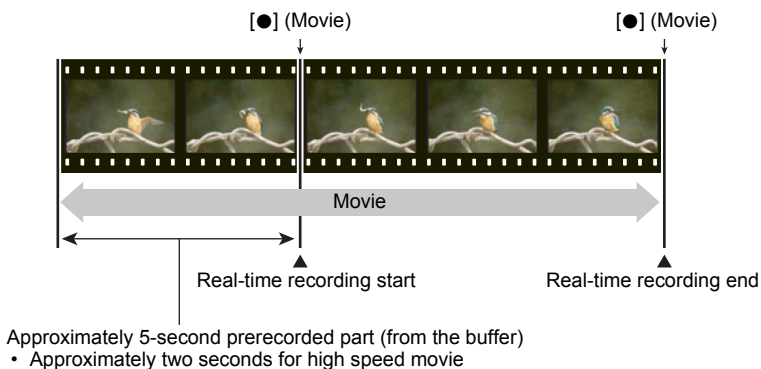 [●] (Movie) [●] (Movie)
Movie
Real-time recording start Real-time recording end
Approximately 5-second prerecorded part (from the buffer)
• Approximately two seconds for high speed movie